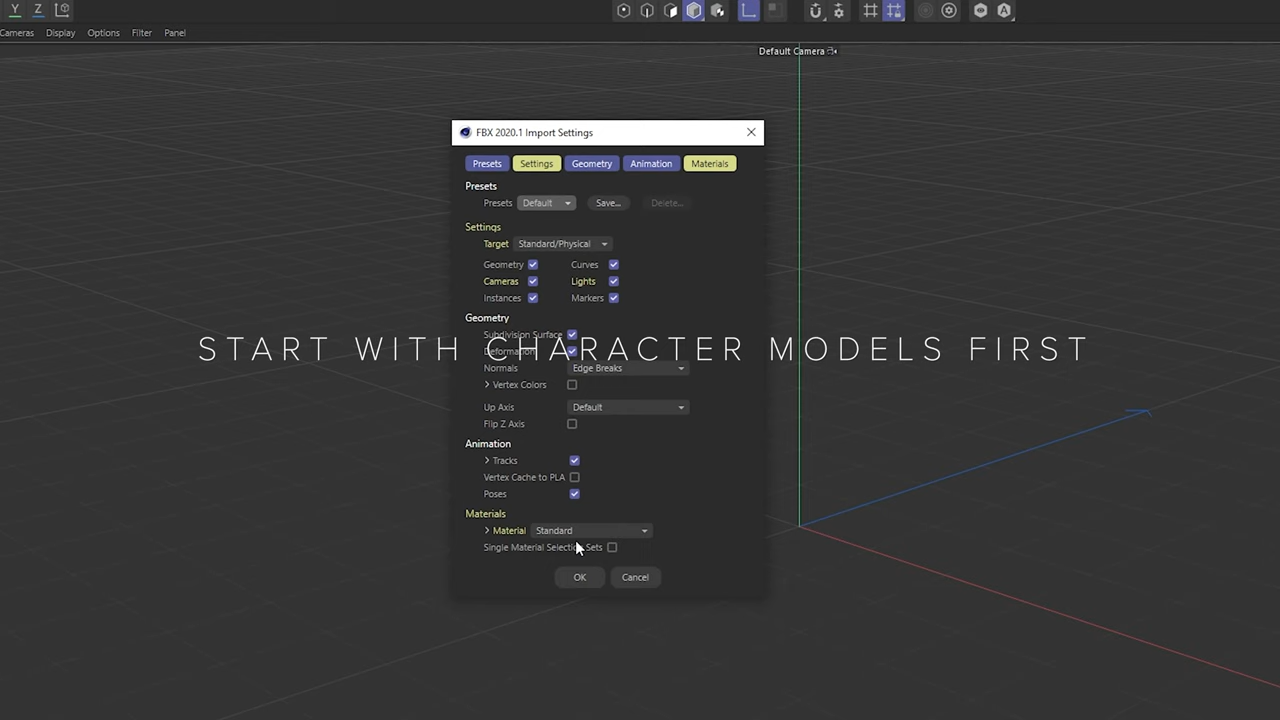 Y Z
A
Cameras Display Options Filter Panel
Default Camera
FBX 2020.1 Import Settings
Presets Settings Geometry Animation Materials
Presets
Presets Default Save... Delete...
Settings
Target Standard/Physical
Geometry Curves
Cameras Lights
Instances Markers
Geometry
Subdivision Surface
START WITH CHARACTER MODELS FIRST
Deformation
Normals Edge Breaks
Vertex Colors
Up Axis Default
Flip Z Axis
Animation
Tracks
Vertex Cache to PLA
Poses
Materials
Material Standard
Single Material Selection Sets
OK Cancel